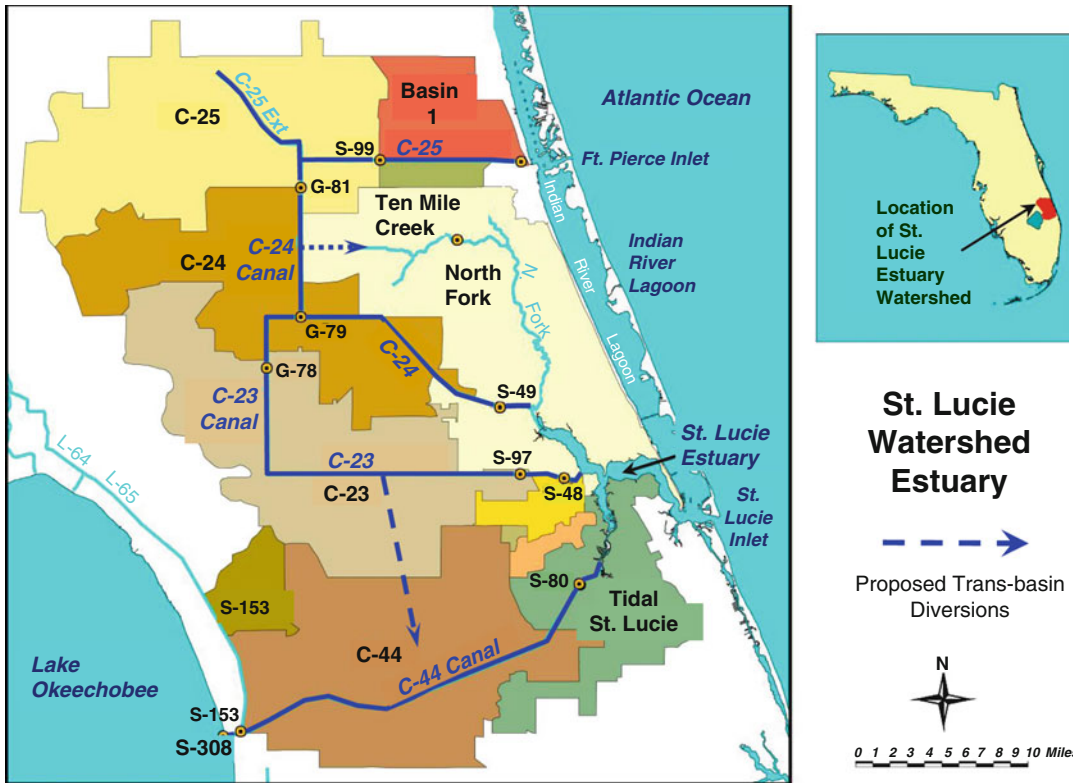 C-25 Ext
C-25
Basin
1
Atlantic Ocean
S-99
C-25
Ft. Pierce Inlet
G-81
Indian
River
Lagoon
Ten Mile
Creek
C-24
C-24
Canal
North
Fork
N. Fork
Indian
River
Lagoon
G-79
G-78
C-24
C-23
Canal
S-49
L-64
L-65
C-23
S-97
St. Lucie
Estuary
C-23
S-48
St.
Lucie
Inlet
S-80
S-153
Tidal
St. Lucie
C-44
C-44 Canal
Lake
Okeechobee
S-153
S-308
Location
of St.
Lucie
Estuary
Watershed
St. Lucie
Watershed
Estuary
Proposed Trans-basin
Diversions
N
0 1 2 3 4 5 6 7 8 9 10 Miles